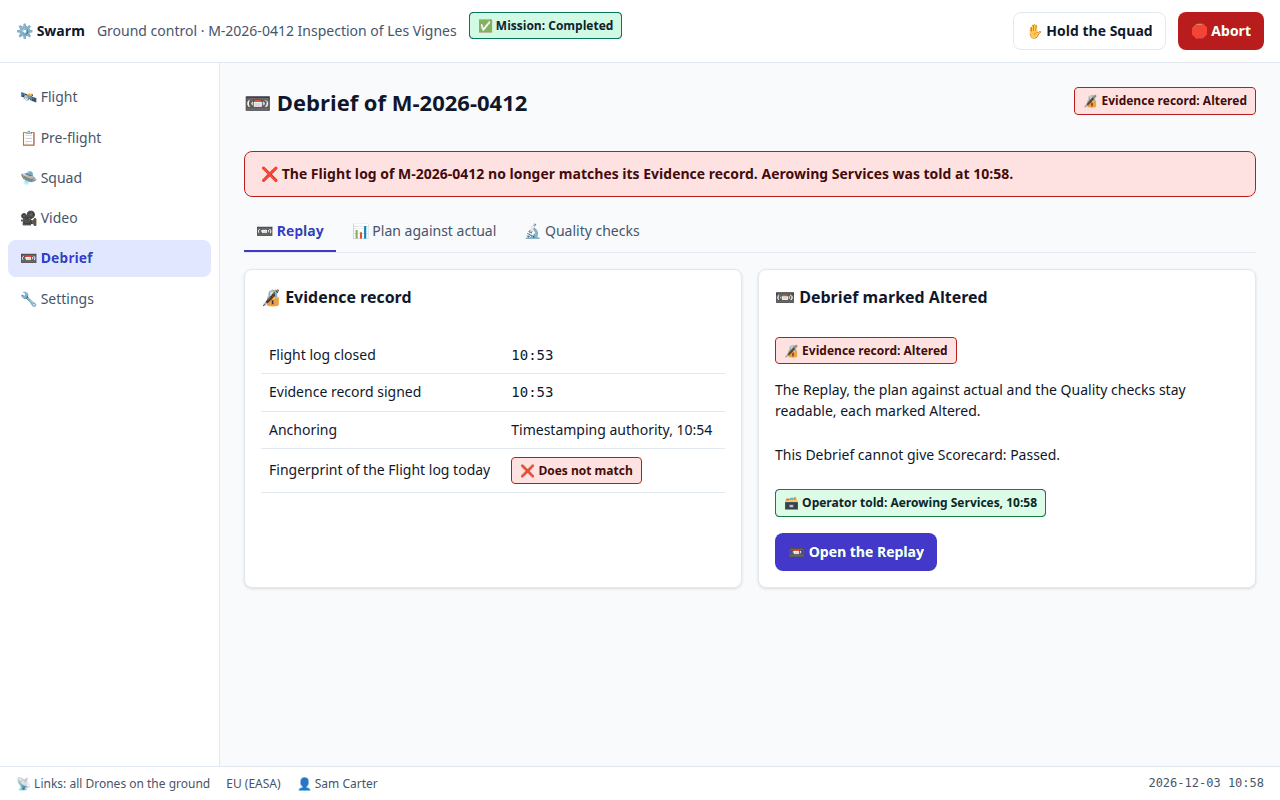 Swarm Ground control · M-2026-0412 Inspection of Les Vignes Mission: Completed Hold the Squad Abort
Flight
Pre-flight
Squad
Video
Debrief
Settings
Debrief of M-2026-0412 Evidence record: Altered
The Flight log of M-2026-0412 no longer matches its Evidence record. Aerowing Services was told at 10:58.
Replay Plan against actual Quality checks
Evidence record
Flight log closed 10:53
Evidence record signed 10:53
Anchoring Timestamping authority, 10:54
Fingerprint of the Flight log today Does not match
Debrief marked Altered
Evidence record: Altered
The Replay, the plan against actual and the Quality checks stay
readable, each marked Altered.
This Debrief cannot give Scorecard: Passed.
Operator told: Aerowing Services, 10:58
Open the Replay
Links: all Drones on the ground EU (EASA) Sam Carter 2026-12-03 10:58